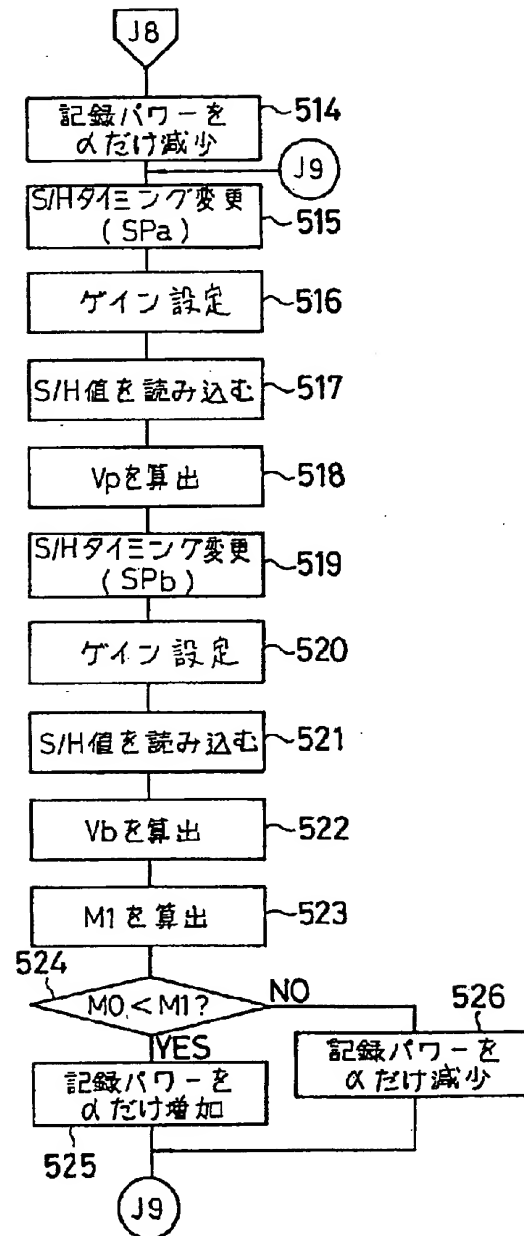 J8
記録パワーを
αだけ減少
514
J9
S/Hタイミング変更
(SPa)
515
ゲイン設定
516
S/H値を読み込む
517
Vpを算出
518
S/Hタイミング変更
(SPb)
519
ゲイン設定
520
S/H値を読み込む
521
Vbを算出
522
M1を算出
523
524
M0<M1?
NO
YES
526
記録パワーを
αだけ減少
記録パワーを
αだけ増加
525
J9